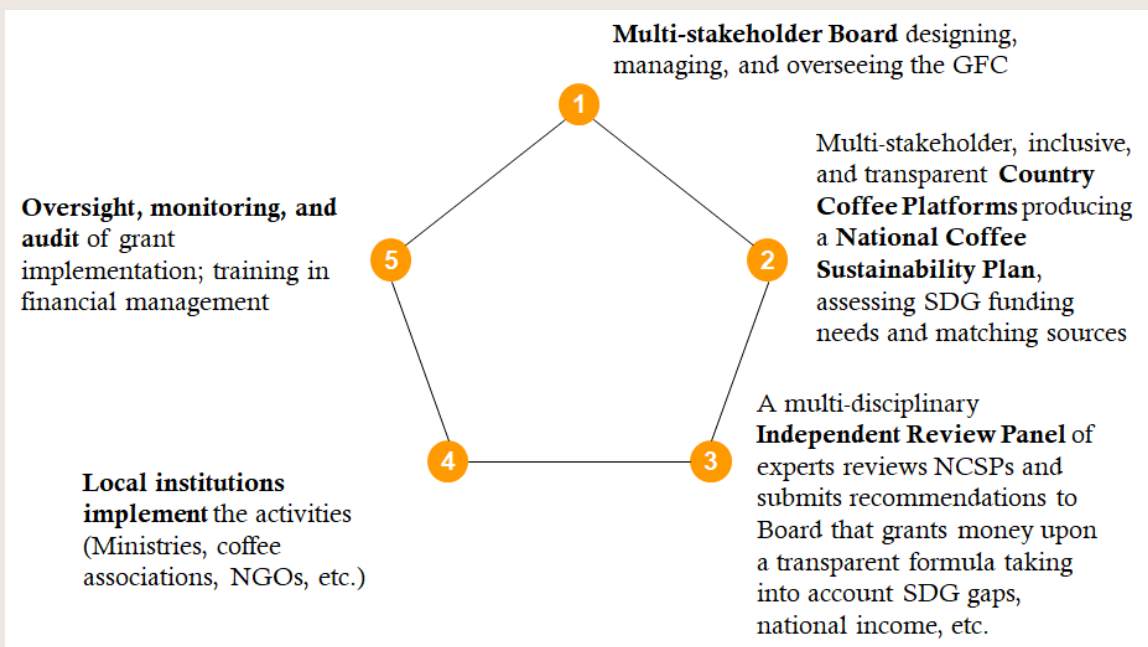 1
Multi-stakeholder Board designing,
managing, and overseeing the GFC
2
Multi-stakeholder, inclusive,
and transparent Country
Coffee Platforms producing
a National Coffee
Sustainability Plan,
assessing SDG funding
needs and matching sources
3
A multi-disciplinary
Independent Review Panel of
experts reviews NCSPs and
submits recommendations to
Board that grants money upon
a transparent formula taking
into account SDG gaps,
national income, etc.
4
Local institutions
implement the activities
(Ministries, coffee
associations, NGOs, etc.)
5
Oversight, monitoring, and
audit of grant
implementation; training in
financial management